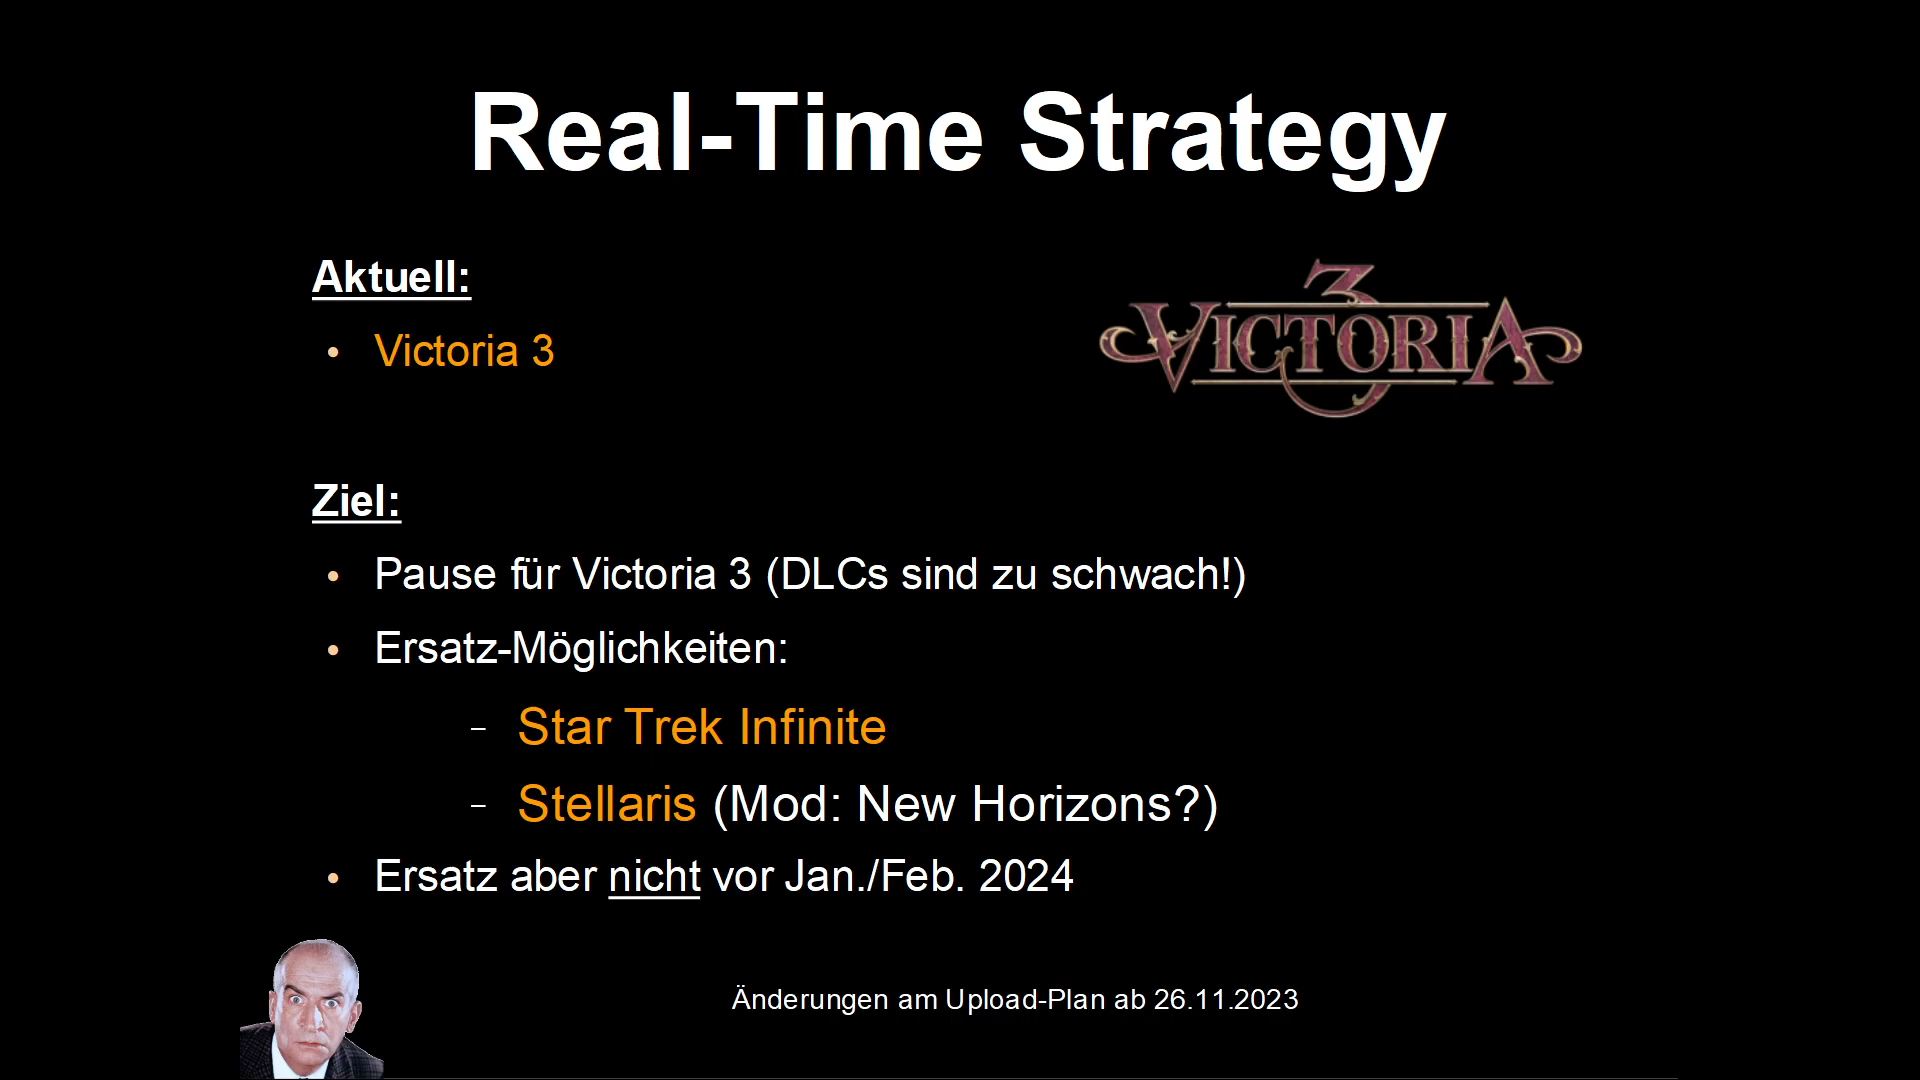 Real-Time Strategy
Aktuell:
• Victoria 3
VICTORIA 3
Ziel:
• Pause für Victoria 3 (DLCs sind zu schwach!)
• Ersatz-Möglichkeiten:
– Star Trek Infinite
– Stellaris (Mod: New Horizons?)
• Ersatz aber nicht vor Jan./Feb. 2024
Änderungen am Upload-Plan ab 26.11.2023